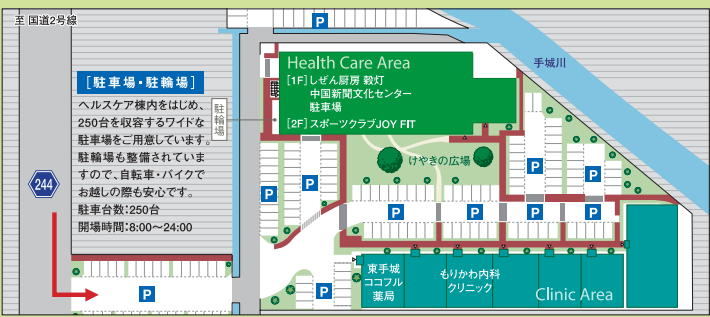 至 国道2号線
P
手城川
[駐車場・駐輪場]
ヘルスケア棟内をはじめ、
250台を収容するワイドな
駐車場をご用意しています。
駐輪場も整備されていま
すので、自転車・バイクで
お越しの際も安心です。
駐車台数:250台
開場時間:8:00〜24:00
駐輪場
Health Care Area
[1F]しぜん厨房 穀灯
中国新聞文化センター
駐車場
[2F]スポーツクラブJOY FIT
けやきの広場
244
P
P
P
P
P
P
P
P
P
P
P
東手城
ココフル
薬局
もりかわ内科
クリニック
Clinic Area